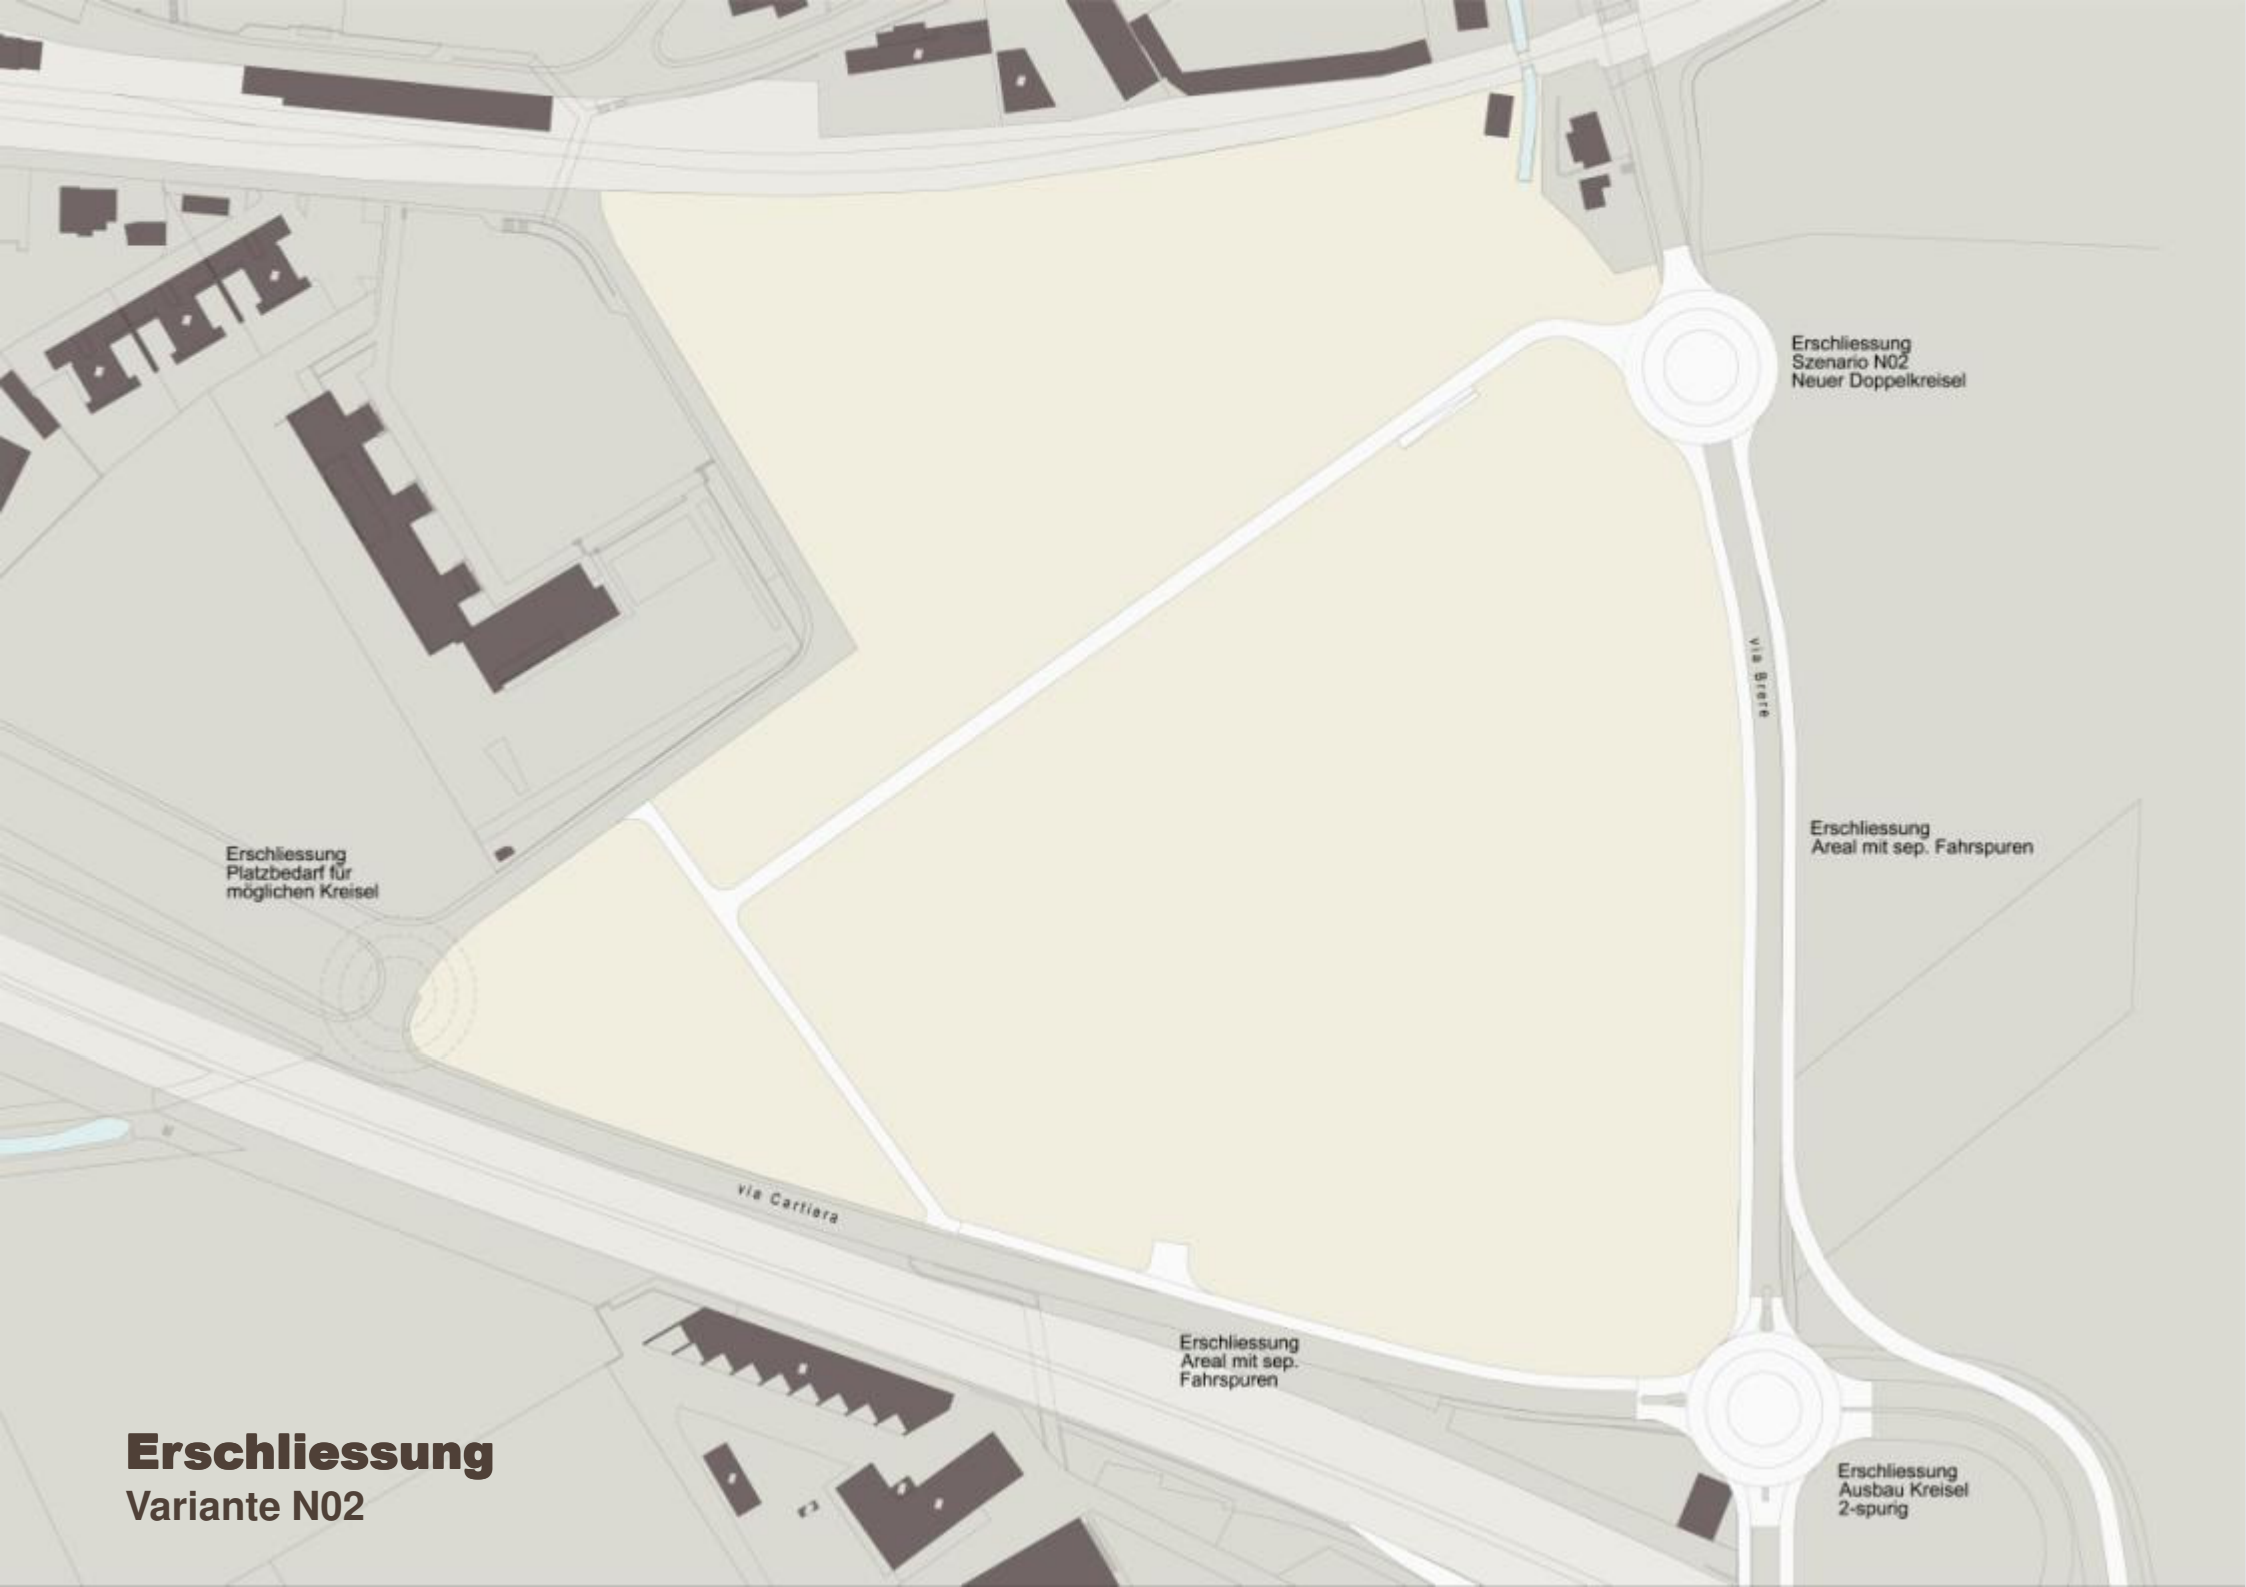 Erschliessung
Szenario N02
Neuer Doppelkreisel
via Brere
Erschliessung
Areal mit sep. Fahrspuren
Erschliessung
Platzbedarf für
möglichen Kreisel
via Cartiera
Erschliessung
Areal mit sep.
Fahrspuren
Erschliessung
Ausbau Kreisel
2-spurig
Erschliessung
Variante N02